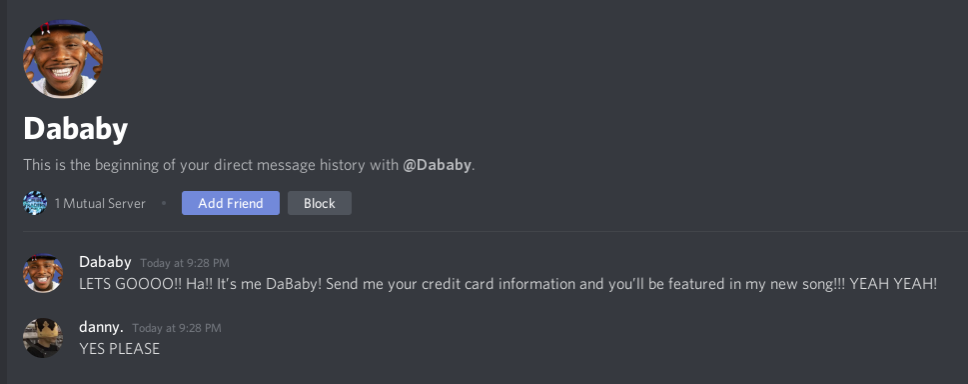 Dababy
This is the beginning of your direct message history with @Dababy.
1 Mutual Server • Add Friend Block
Dababy Today at 9:28 PM
LETS GOOOO!! Ha!! It's me DaBaby! Send me your credit card information and you'll be featured in my new song!!! YEAH YEAH!
danny. Today at 9:28 PM
YES PLEASE